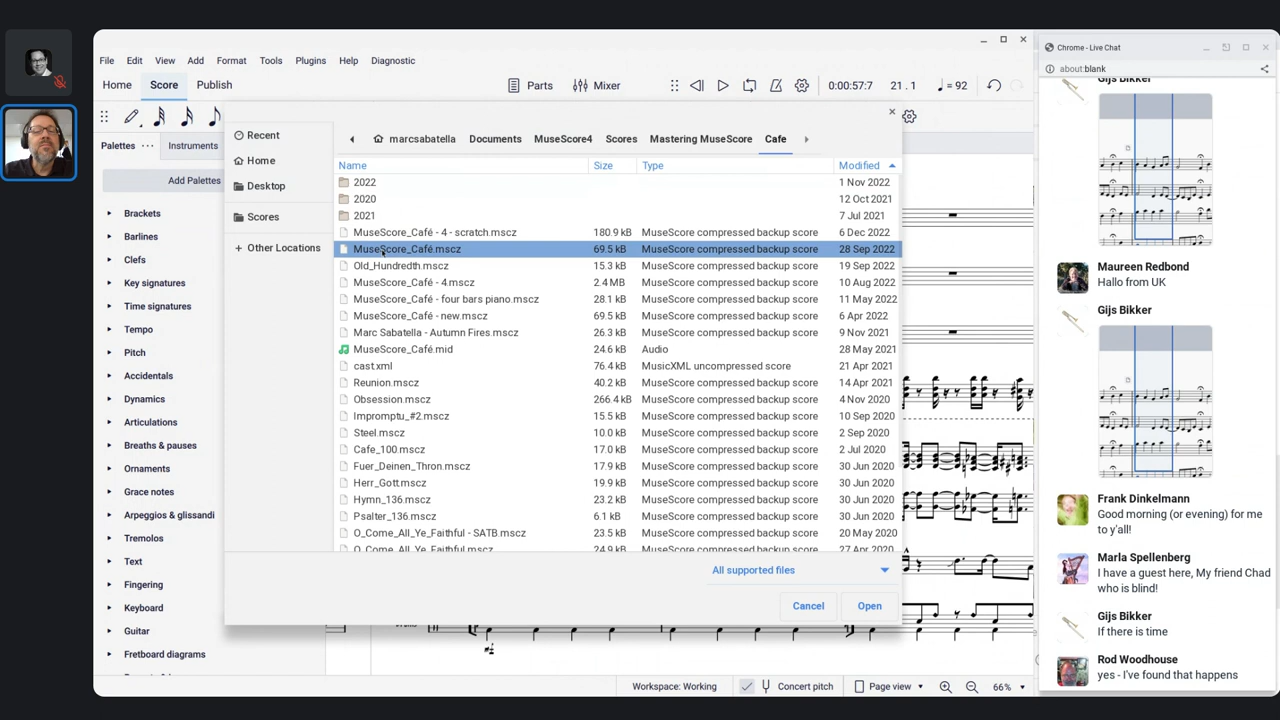 Chrome - Live Chat
about:blank
File Edit View Add Format Tools Plugins Help Diagnostic
Home Score Publish Parts Mixer 0:00:57:7 21 . 1 = 92
Palettes Instruments
Add Palettes
Brackets
Barlines
Clefs
Key signatures
Time signatures
Tempo
Pitch
Accidentals
Dynamics
Articulations
Breaths & pauses
Ornaments
Grace notes
Arpeggios & glissandi
Tremolos
Text
Fingering
Keyboard
Guitar
Fretboard diagrams
Recent
Home
Desktop
Scores
Other Locations
marcsabatella Documents MuseScore4 Scores Mastering MuseScore Cafe
Name Size Type Modified
2022 1 Nov 2022
2020 12 Oct 2021
2021 7 Jul 2021
MuseScore_Café - 4 - scratch.mscz 180.9 kB MuseScore compressed backup score 6 Dec 2022
MuseScore_Café.mscz 69.5 kB MuseScore compressed backup score 28 Sep 2022
Old_Hundredth.mscz 15.3 kB MuseScore compressed backup score 19 Sep 2022
MuseScore_Café - 4.mscz 2.4 MB MuseScore compressed backup score 10 Aug 2022
MuseScore_Café - four bars piano.mscz 28.1 kB MuseScore compressed backup score 11 May 2022
MuseScore_Café - new.mscz 69.5 kB MuseScore compressed backup score 6 Apr 2022
Marc Sabatella - Autumn Fires.mscz 26.3 kB MuseScore compressed backup score 9 Nov 2021
MuseScore_Café.mid 24.6 kB Audio 28 May 2021
cast.xml 76.4 kB MusicXML uncompressed score 21 Apr 2021
Reunion.mscz 40.2 kB MuseScore compressed backup score 14 Apr 2021
Obsession.mscz 266.4 kB MuseScore compressed backup score 4 Nov 2020
Impromptu_#2.mscz 15.5 kB MuseScore compressed backup score 10 Sep 2020
Steel.mscz 10.0 kB MuseScore compressed backup score 2 Sep 2020
Cafe_100.mscz 17.0 kB MuseScore compressed backup score 2 Jul 2020
Fuer_Deinen_Thron.mscz 17.9 kB MuseScore compressed backup score 30 Jun 2020
Herr_Gott.mscz 19.9 kB MuseScore compressed backup score 30 Jun 2020
Hymn_136.mscz 23.2 kB MuseScore compressed backup score 30 Jun 2020
Psalter_136.mscz 6.1 kB MuseScore compressed backup score 30 Jun 2020
O_Come_All_Ye_Faithful - SATB.mscz 23.5 kB MuseScore compressed backup score 20 May 2020
O_Come_All_Ye_Faithful.mscz 24.9 kB MuseScore compressed backup score 27 Apr 2020
All supported files
Cancel Open
Workspace: Working Concert pitch Page view 66%
Gijs Bikker
Maureen Redbond
Hallo from UK
Gijs Bikker
Frank Dinkelmann
Good morning (or evening) for me
to y'all!
Marla Spellenberg
I have a guest here, My friend Chad
who is blind!
Gijs Bikker
If there is time
Rod Woodhouse
yes - I've found that happens